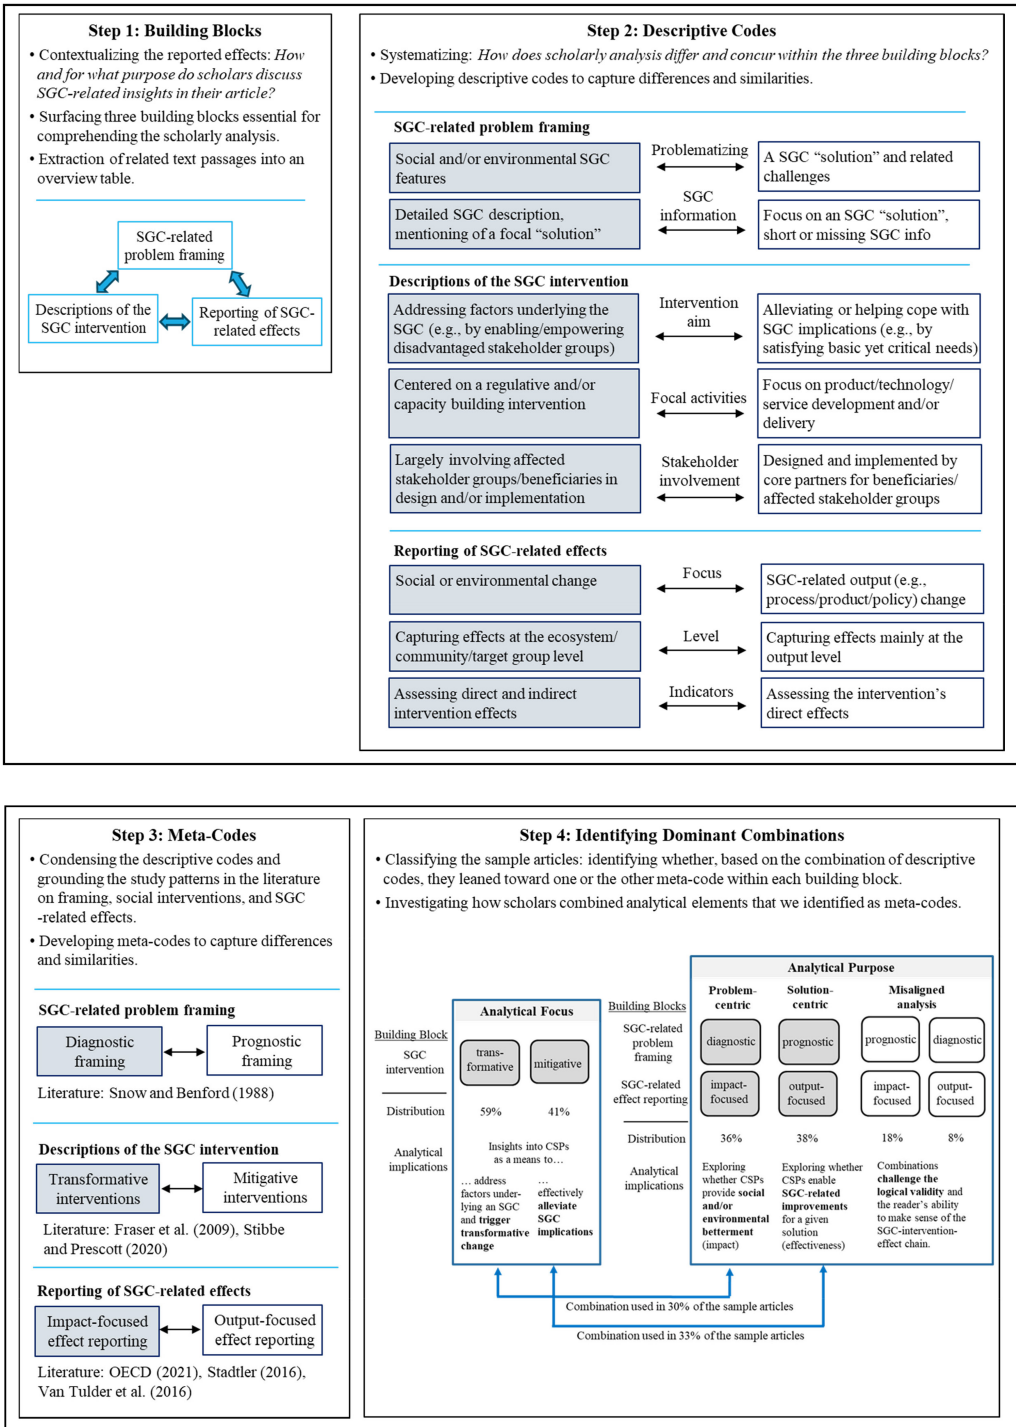 Step 1: Building Blocks
• Contextualizing the reported effects: How
and for what purpose do scholars discuss
SGC-related insights in their article?
• Surfacing three building blocks essential for
comprehending the scholarly analysis.
• Extraction of related text passages into an
overview table.
SGC-related
problem framing
Descriptions of the
SGC intervention
Reporting of SGC-
related effects
Step 2: Descriptive Codes
• Systematizing: How does scholarly analysis differ and concur within the three building blocks?
• Developing descriptive codes to capture differences and similarities.
SGC-related problem framing
Social and/or environmental SGC
features
Problematizing
A SGC “solution” and related
challenges
Detailed SGC description,
mentioning of a focal “solution”
SGC
information
Focus on an SGC “solution”,
short or missing SGC info
Descriptions of the SGC intervention
Addressing factors underlying the
SGC (e.g., by enabling/empowering
disadvantaged stakeholder groups)
Intervention
aim
Alleviating or helping cope with
SGC implications (e.g., by
satisfying basic yet critical needs)
Centered on a regulative and/or
capacity building intervention
Focal activities
Focus on product/technology/
service development and/or
delivery
Largely involving affected
stakeholder groups/beneficiaries in
design and/or implementation
Stakeholder
involvement
Designed and implemented by
core partners for beneficiaries/
affected stakeholder groups
Reporting of SGC-related effects
Social or environmental change
Focus
SGC-related output (e.g.,
process/product/policy) change
Capturing effects at the ecosystem/
community/target group level
Level
Capturing effects mainly at the
output level
Assessing direct and indirect
intervention effects
Indicators
Assessing the intervention’s
direct effects
Step 3: Meta-Codes
• Condensing the descriptive codes and
grounding the study patterns in the literature
on framing, social interventions, and SGC
-related effects.
• Developing meta-codes to capture differences
and similarities.
SGC-related problem framing
Diagnostic
framing
Prognostic
framing
Literature: Snow and Benford (1988)
Descriptions of the SGC intervention
Transformative
interventions
Mitigative
interventions
Literature: Fraser et al. (2009), Stibbe
and Prescott (2020)
Reporting of SGC-related effects
Impact-focused
effect reporting
Output-focused
effect reporting
Literature: OECD (2021), Stadtler (2016),
Van Tulder et al. (2016)
Step 4: Identifying Dominant Combinations
• Classifying the sample articles: identifying whether, based on the combination of descriptive
codes, they leaned toward one or the other meta-code within each building block.
• Investigating how scholars combined analytical elements that we identified as meta-codes.
Analytical Focus
Building Block
SGC
intervention
trans-
formative
mitigative
Distribution
59%
41%
Analytical
implications
Insights into CSPs
as a means to…
… address
factors under-
lying an SGC
and trigger
transformative
change
…
effectively
alleviate
SGC
implications
Analytical Purpose
Building Blocks
Problem-
centric
Solution-
centric
Misaligned
analysis
SGC-related
problem
framing
diagnostic
prognostic
prognostic
diagnostic
SGC-related
effect reporting
impact-
focused
output-
focused
impact-
focused
output-
focused
Distribution
36%
38%
18%
8%
Analytical
implications
Exploring
whether CSPs
provide social
and/or
environmental
betterment
(impact)
Exploring whether
CSPs enable
SGC-related
improvements
for a given
solution
(effectiveness)
Combinations
challenge the
logical validity and
the reader’s ability
to make sense of the
SGC-intervention-
effect chain.
Combination used in 30% of the sample articles
Combination used in 33% of the sample articles